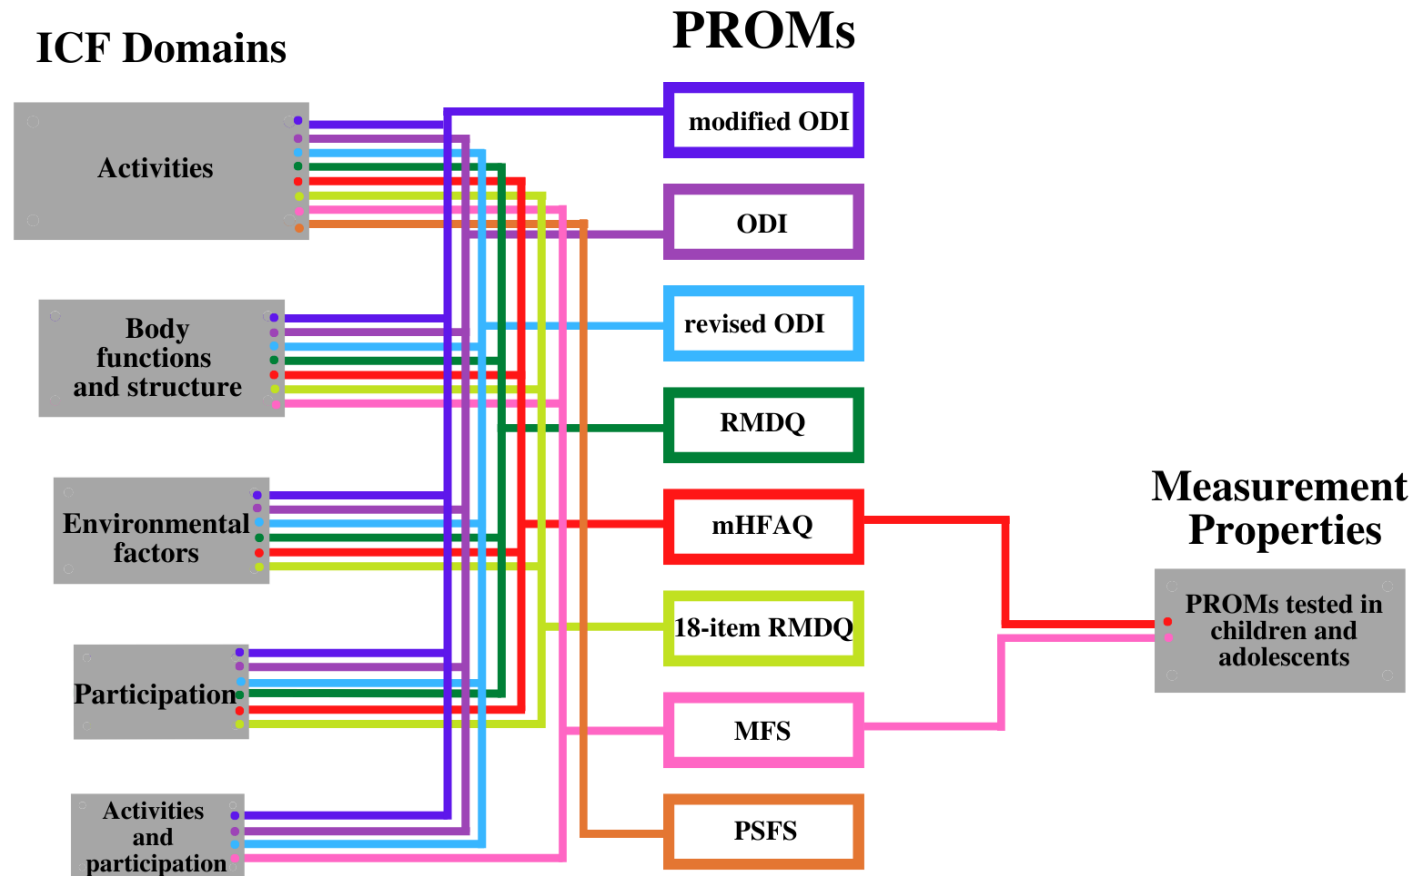 ICF Domains
PROMs
Activities
Body
functions
and structure
Environmental
factors
Participation
Activities
and
participation
modified ODI
ODI
revised ODI
RMDQ
mHFAQ
18-item RMDQ
MFS
PSFS
Measurement
Properties
PROMs tested in
children and
adolescents